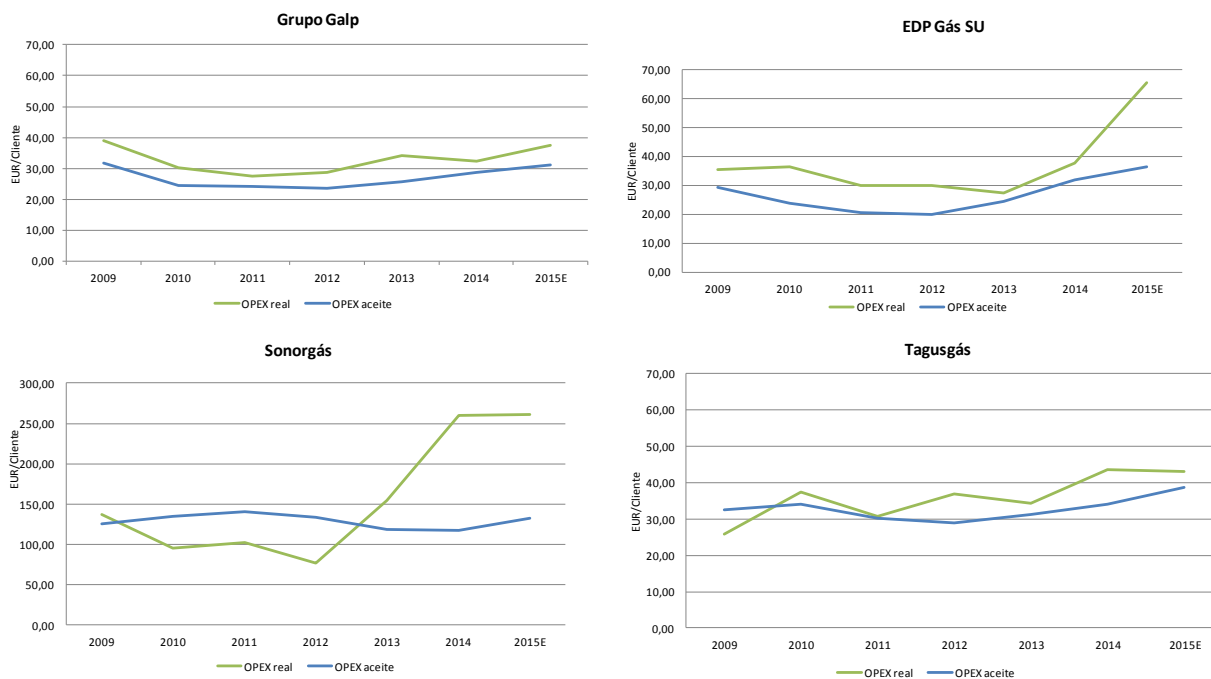 Grupo Galp
70,00
60,00
50,00
40,00
30,00
20,00
10,00
0,00
EUR/Cliente
2009 2010 2011 2012 2013 2014 2015E
OPEX real OPEX aceite
EDP Gás SU
70,00
60,00
50,00
40,00
30,00
20,00
10,00
0,00
EUR/Cliente
2009 2010 2011 2012 2013 2014 2015E
OPEX real OPEX aceite
Sonorgás
300,00
250,00
200,00
150,00
100,00
50,00
0,00
EUR/Cliente
2009 2010 2011 2012 2013 2014 2015E
OPEX real OPEX aceite
Tagusgás
70,00
60,00
50,00
40,00
30,00
20,00
10,00
0,00
EUR/Cliente
2009 2010 2011 2012 2013 2014 2015E
OPEX real OPEX aceite